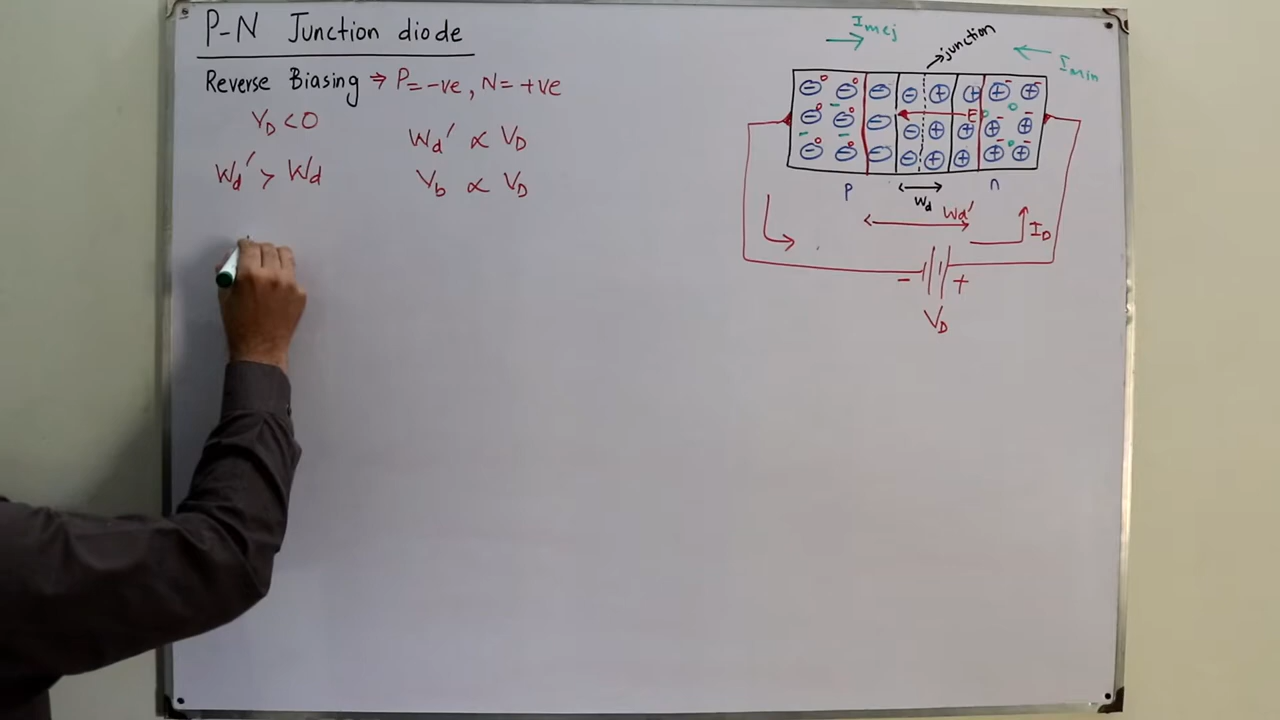 P-N Junction diode
Reverse Biasing ⇒ P = -ve, N = +ve
V_D < 0
W_d' ∝ V_D
W_d' > W_d
V_b ∝ V_D
I_maj
junction
I_min
E
p
n
W_d
W_d'
I_D
- +
V_D